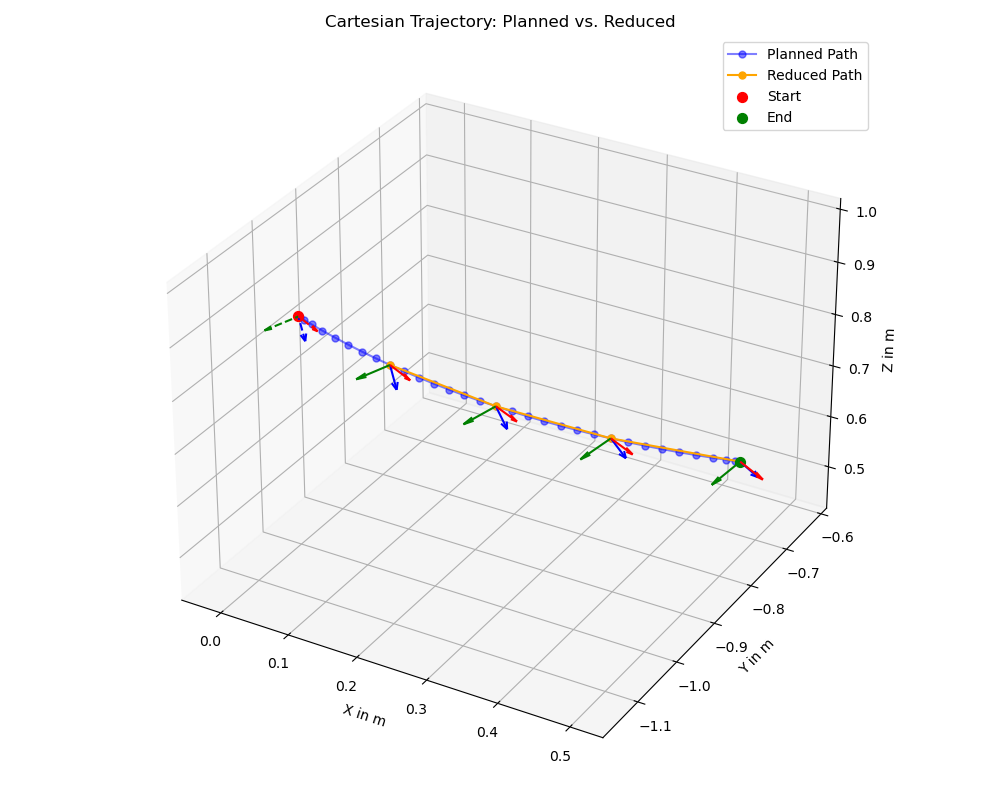 Cartesian Trajectory: Planned vs. Reduced
Planned Path
Reduced Path
Start
End
1.0
0.9
0.8
0.7
0.6
0.5
Z in m
−0.6
−0.7
−0.8
−0.9
−1.0
−1.1
Y in m
0.0
0.1
0.2
0.3
0.4
0.5
X in m